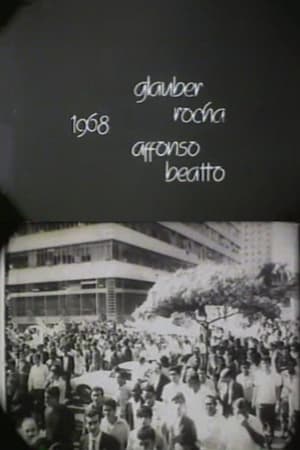 glauber
rocha
1968
affonso
beatto